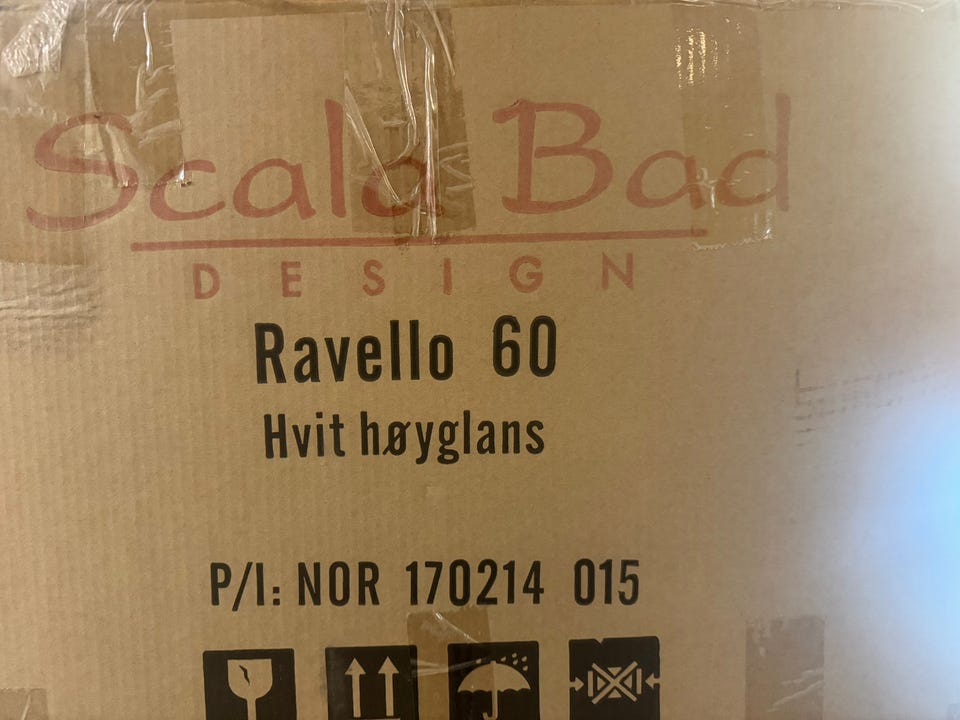 Scala Bad
DESIGN
Ravello 60
Hvit høyglans
P/I: NOR 170214 015